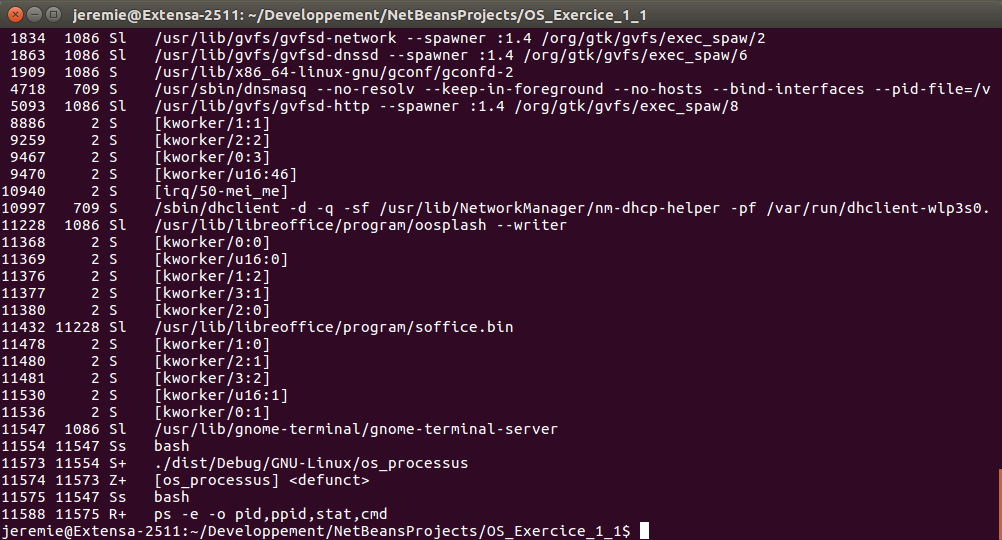 jeremie@Extensa-2511: ~/Developpement/NetBeansProjects/OS_Exercice_1_1
1834  1086 Sl   /usr/lib/gvfs/gvfsd-network --spawner :1.4 /org/gtk/gvfs/exec_spaw/2
1863  1086 Sl   /usr/lib/gvfs/gvfsd-dnssd --spawner :1.4 /org/gtk/gvfs/exec_spaw/6
1909  1086 S    /usr/lib/x86_64-linux-gnu/gconf/gconfd-2
4718   709 S    /usr/sbin/dnsmasq --no-resolv --keep-in-foreground --no-hosts --bind-interfaces --pid-file=/v
5093  1086 Sl   /usr/lib/gvfs/gvfsd-http --spawner :1.4 /org/gtk/gvfs/exec_spaw/8
8886     2 S    [kworker/1:1]
9259     2 S    [kworker/2:2]
9467     2 S    [kworker/0:3]
9470     2 S    [kworker/u16:46]
10940     2 S    [irq/50-mei_me]
10997   709 S    /sbin/dhclient -d -q -sf /usr/lib/NetworkManager/nm-dhcp-helper -pf /var/run/dhclient-wlp3s0.
11228  1086 Sl   /usr/lib/libreoffice/program/oosplash --writer
11368     2 S    [kworker/0:0]
11369     2 S    [kworker/u16:0]
11376     2 S    [kworker/1:2]
11377     2 S    [kworker/3:1]
11380     2 S    [kworker/2:0]
11432 11228 Sl   /usr/lib/libreoffice/program/soffice.bin
11478     2 S    [kworker/1:0]
11480     2 S    [kworker/2:1]
11481     2 S    [kworker/3:2]
11530     2 S    [kworker/u16:1]
11536     2 S    [kworker/0:1]
11547  1086 Sl   /usr/lib/gnome-terminal/gnome-terminal-server
11554 11547 Ss   bash
11573 11554 S+   ./dist/Debug/GNU-Linux/os_processus
11574 11573 Z+   [os_processus] <defunct>
11575 11547 Ss   bash
11588 11575 R+   ps -e -o pid,ppid,stat,cmd
jeremie@Extensa-2511:~/Developpement/NetBeansProjects/OS_Exercice_1_1$